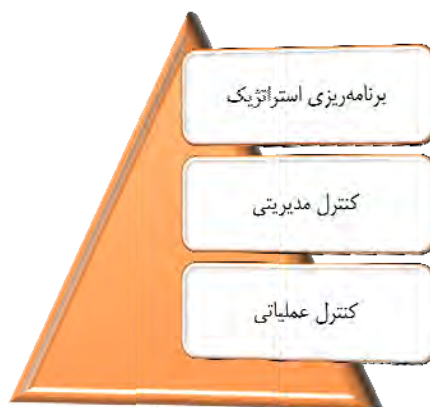 برنامه‌ریزی استراتژیک
کنترل مدیریتی
کنترل عملیاتی